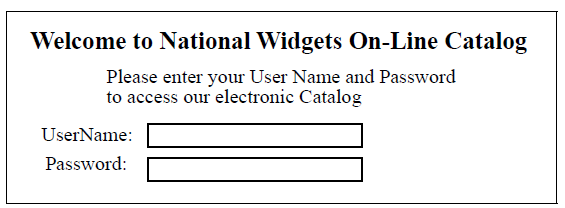 Welcome to National Widgets On-Line Catalog
Please enter your User Name and Password
to access our electronic Catalog
UserName:
Password: